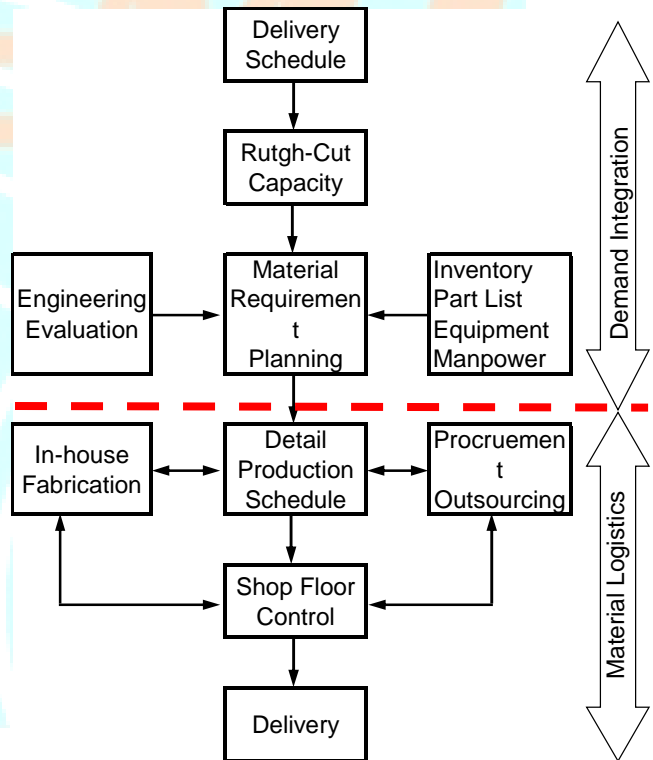 Delivery
Schedule
Rutgh-Cut
Capacity
Engineering
Evaluation
Material
Requiremen
t
Planning
Inventory
Part List
Equipment
Manpower
Demand Integration
In-house
Fabrication
Detail
Production
Schedule
Procruemen
t
Outsourcing
Shop Floor
Control
Material Logistics
Delivery